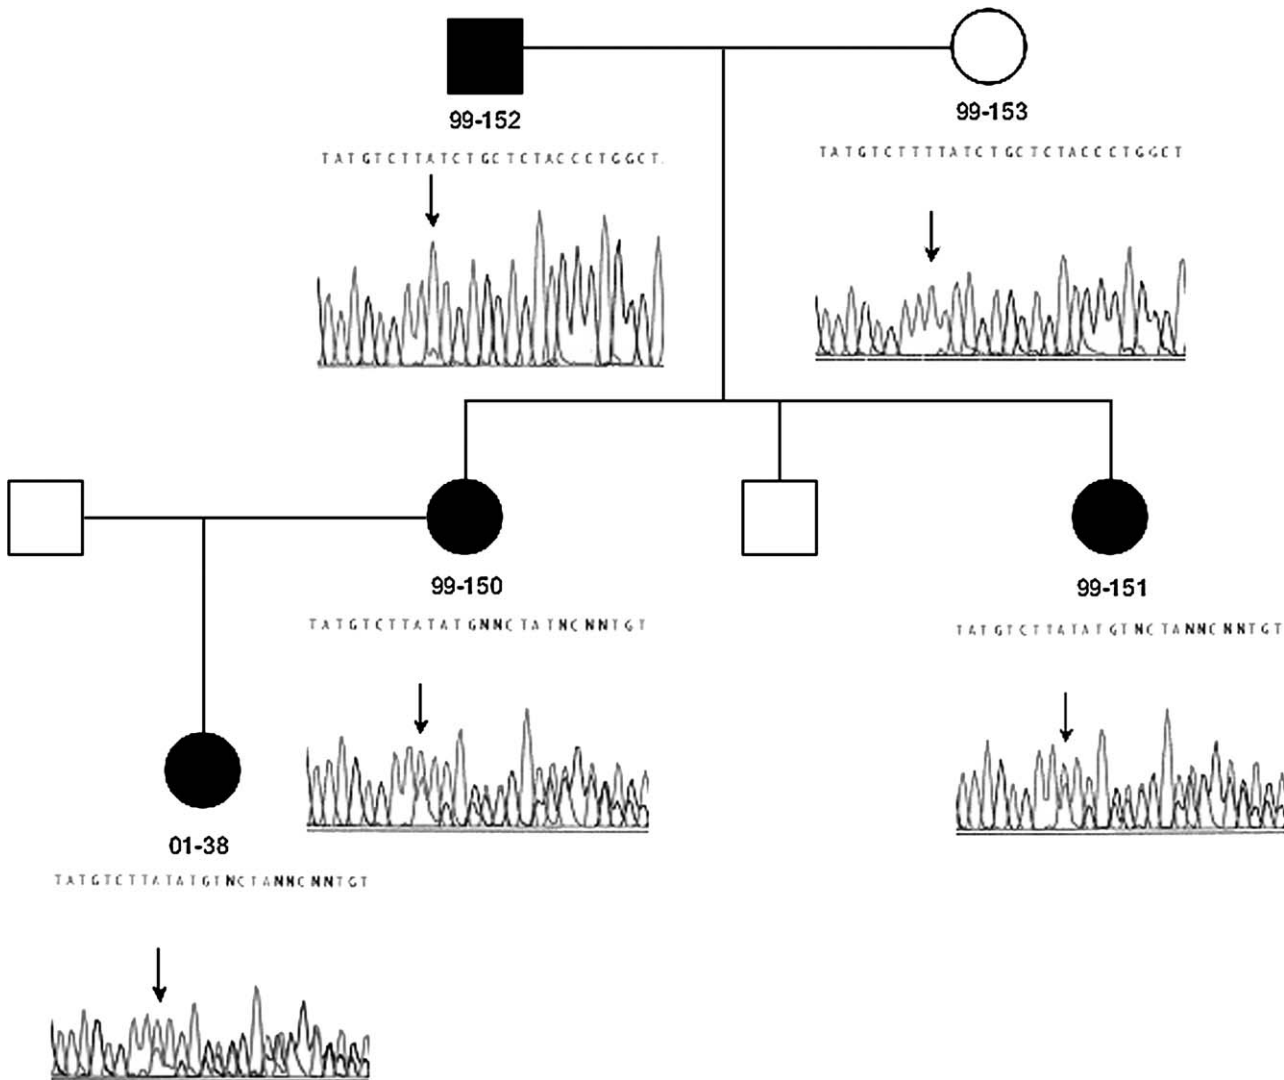 99-152
99-153
TATGTCTTATCTGCTCTACCCTGGCT
TATGTCTTTTATCTGCTCTACCCTGGCT
99-150
99-151
TATGTCTTATATGNNCTATNCNNTGT
TATGTCTTATATGTNCTANNCNNTGT
01-38
TATGTCTTATATGTNCTANNCNNTGT